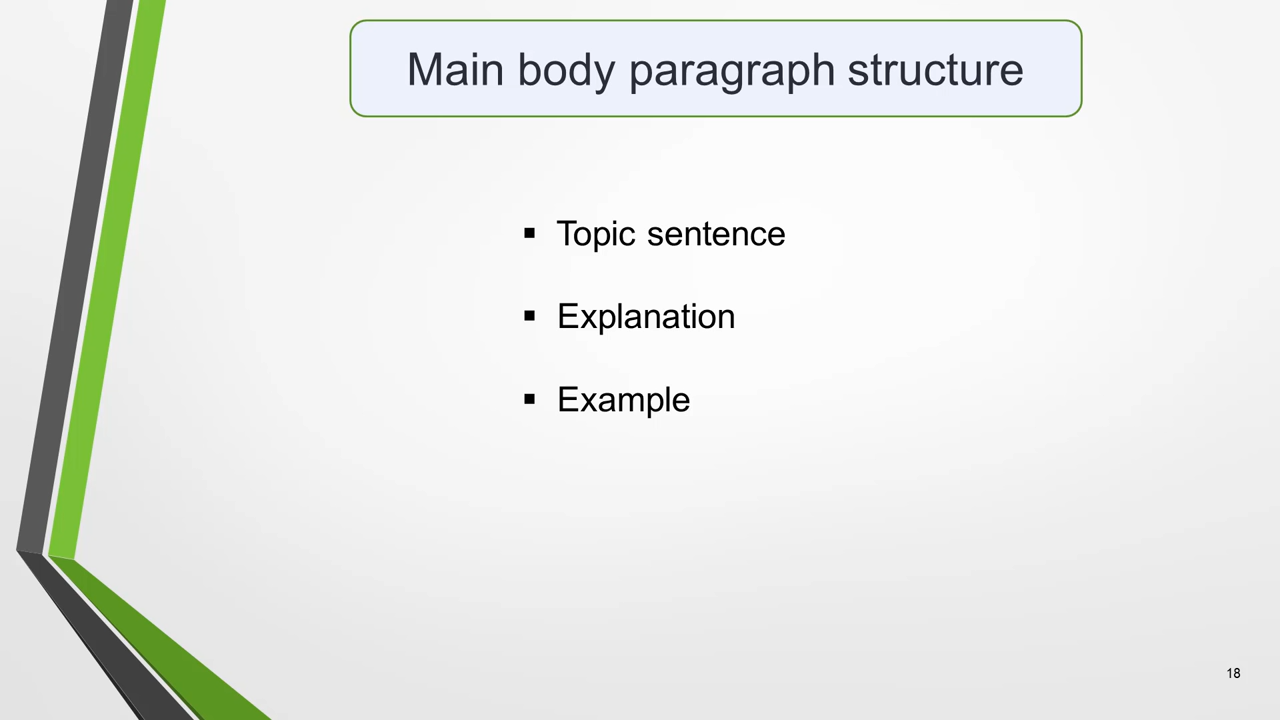 Main body paragraph structure
▪ Topic sentence
▪ Explanation
▪ Example
18